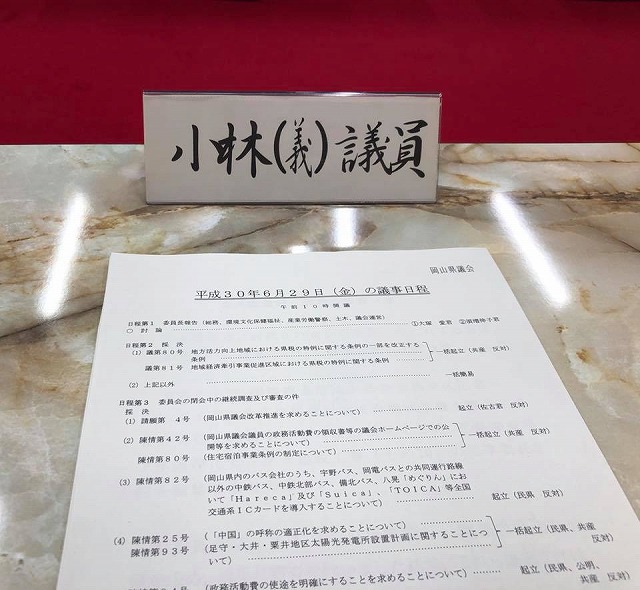 小林(義)議員
岡山県議会
平成30年6月29日(金)の議事日程
午前10時開議
日程第1 委員長報告(総務、環境文化保健福祉、産業労働警察、土木、議会運営)
○ 討論 ①大塚 愛君 ②須増伸子君
日程第2 採決
(1) 議第80号 地方活力向上地域における県税の特例に関する条例の一部を改正する
条例
一括起立(共産 反対)
議第81号 地域経済牽引事業促進区域における県税の特例に関する条例
(2) 上記以外 一括簡易
日程第3 委員会の閉会中の継続調査及び審査の件
採決
(1) 請願第 4号 (岡山県議会改革推進を求めることについて) 起立(佐古君 反対)
(2) 陳情第42号 (岡山県議会議員の政務活動費の領収書等の議会ホームページでの公
開等を求めることについて)
一括起立(共産 反対)
陳情第80号 (住宅宿泊事業条例の制定について)
(3) 陳情第82号 (岡山県内のバス会社のうち、宇野バス、岡電バスとの共同運行路線
以外の中鉄バス、中鉄北部バス、備北バス、八晃「めぐりん」にお
いて「Hareca」及び「Suica」、「TOICA」等全国
交通系ICカードを導入することについて) 起立(民県 反対)
(4) 陳情第25号 (「中国」の呼称の適正化を求めることについて)
一括起立(民県、共産
反対)
陳情第93号 (足守・大井・粟井地区太陽光発電所設置計画に関することにつ
いて)
(政務活動費の使途を明確にすることを求めることについて) 起立(民県、公明、